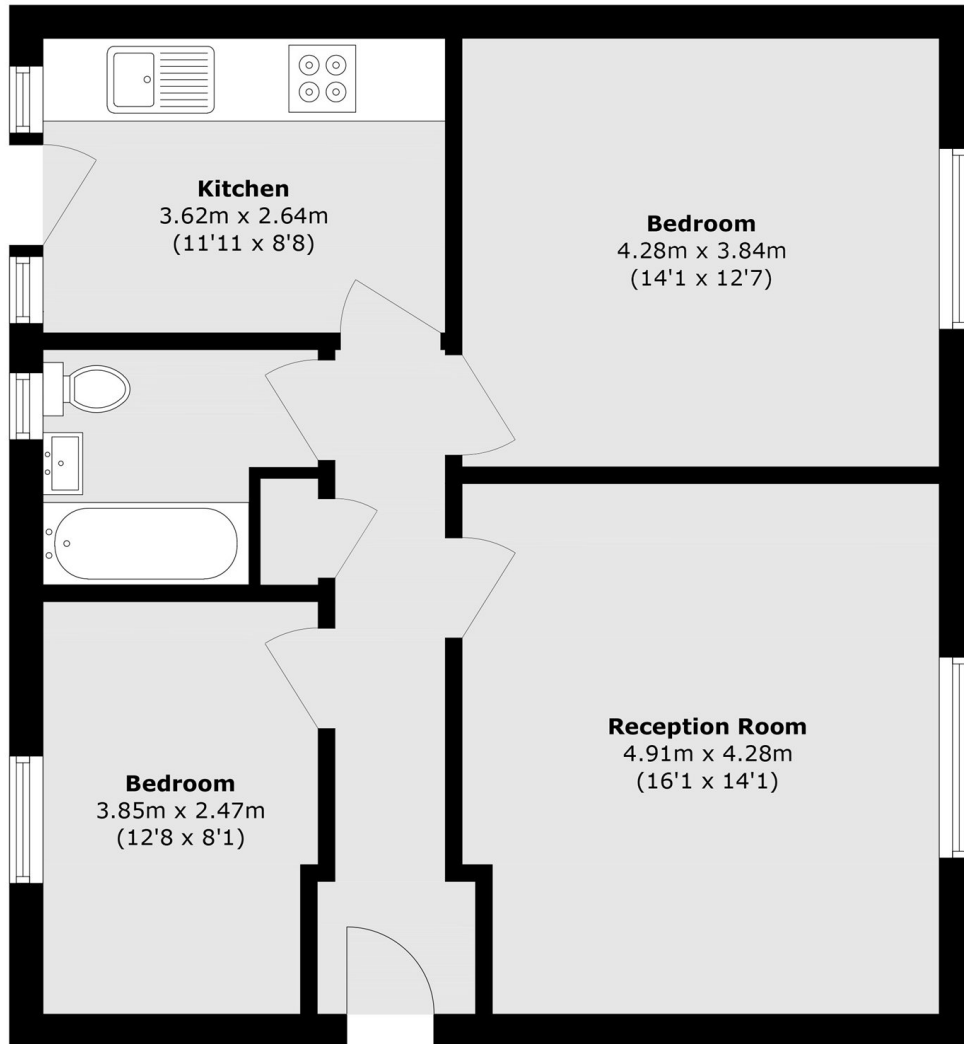 Kitchen
3.62m x 2.64m
(11'11 x 8'8)
Bedroom
4.28m x 3.84m
(14'1 x 12'7)
Reception Room
4.91m x 4.28m
(16'1 x 14'1)
Bedroom
3.85m x 2.47m
(12'8 x 8'1)